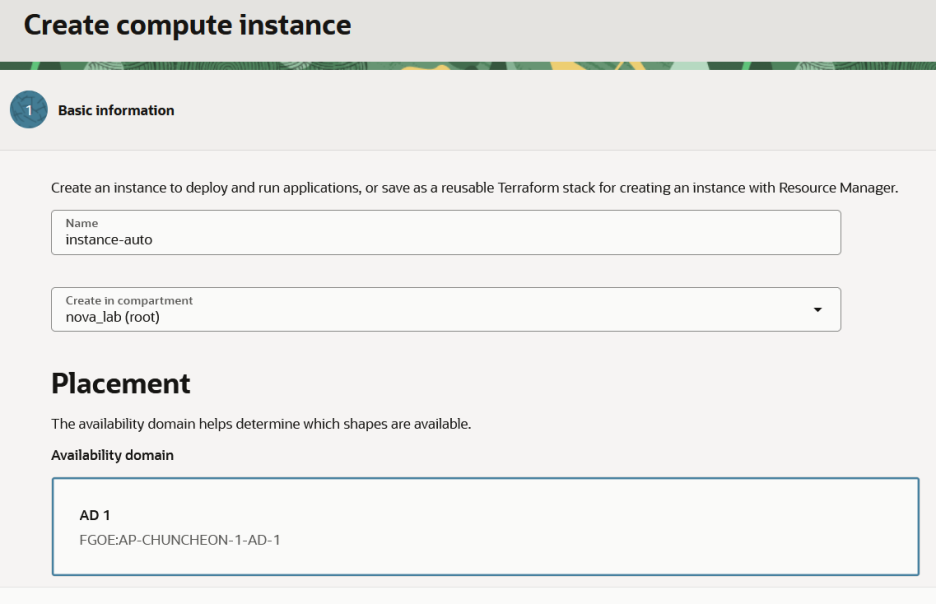 Create compute instance
1
Basic information
Create an instance to deploy and run applications, or save as a reusable Terraform stack for creating an instance with Resource Manager.
Name
instance-auto
Create in compartment
nova_lab (root)
Placement
The availability domain helps determine which shapes are available.
Availability domain
AD 1
FGOE:AP-CHUNCHEON-1-AD-1